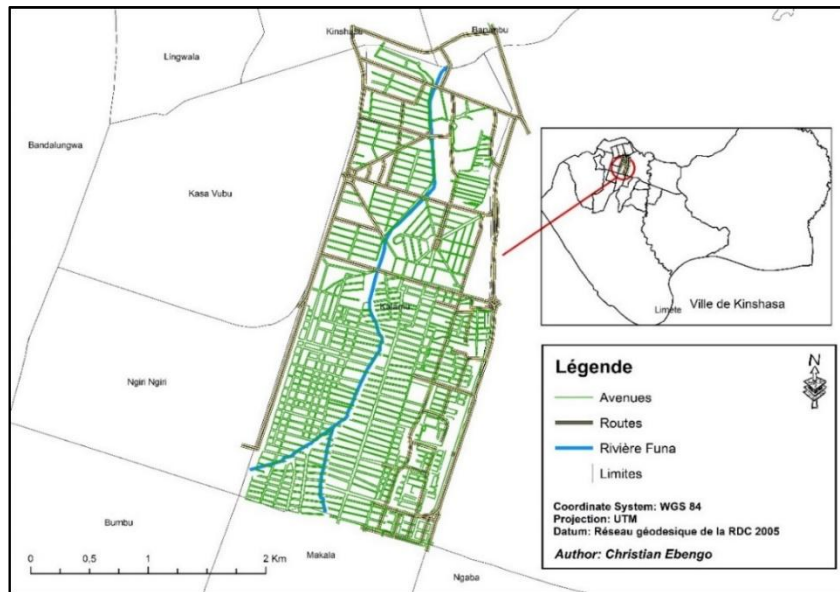 Kinshasa
Barumbu
Lingwala
Bandalungwa
Kasa Vubu
Kalamu
Ngiri Ngiri
Bumbu
Makala
Ngaba
0 0,5 1 2 Km
Limete
Ville de Kinshasa
Légende
N
Avenues
Routes
Rivière Funa
Limites
Coordinate System: WGS 84
Projection: UTM
Datum: Réseau géodesique de la RDC 2005
Author: Christian Ebengo